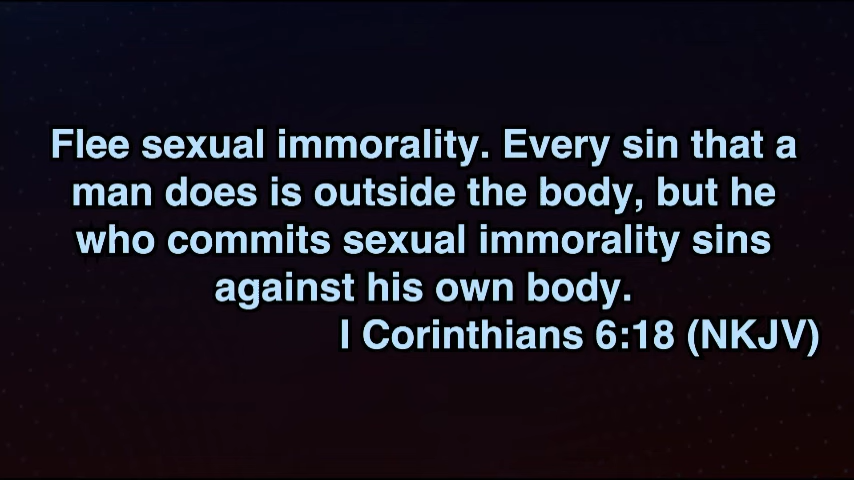 Flee sexual immorality. Every sin that a
man does is outside the body, but he
who commits sexual immorality sins
against his own body.
I Corinthians 6:18 (NKJV)